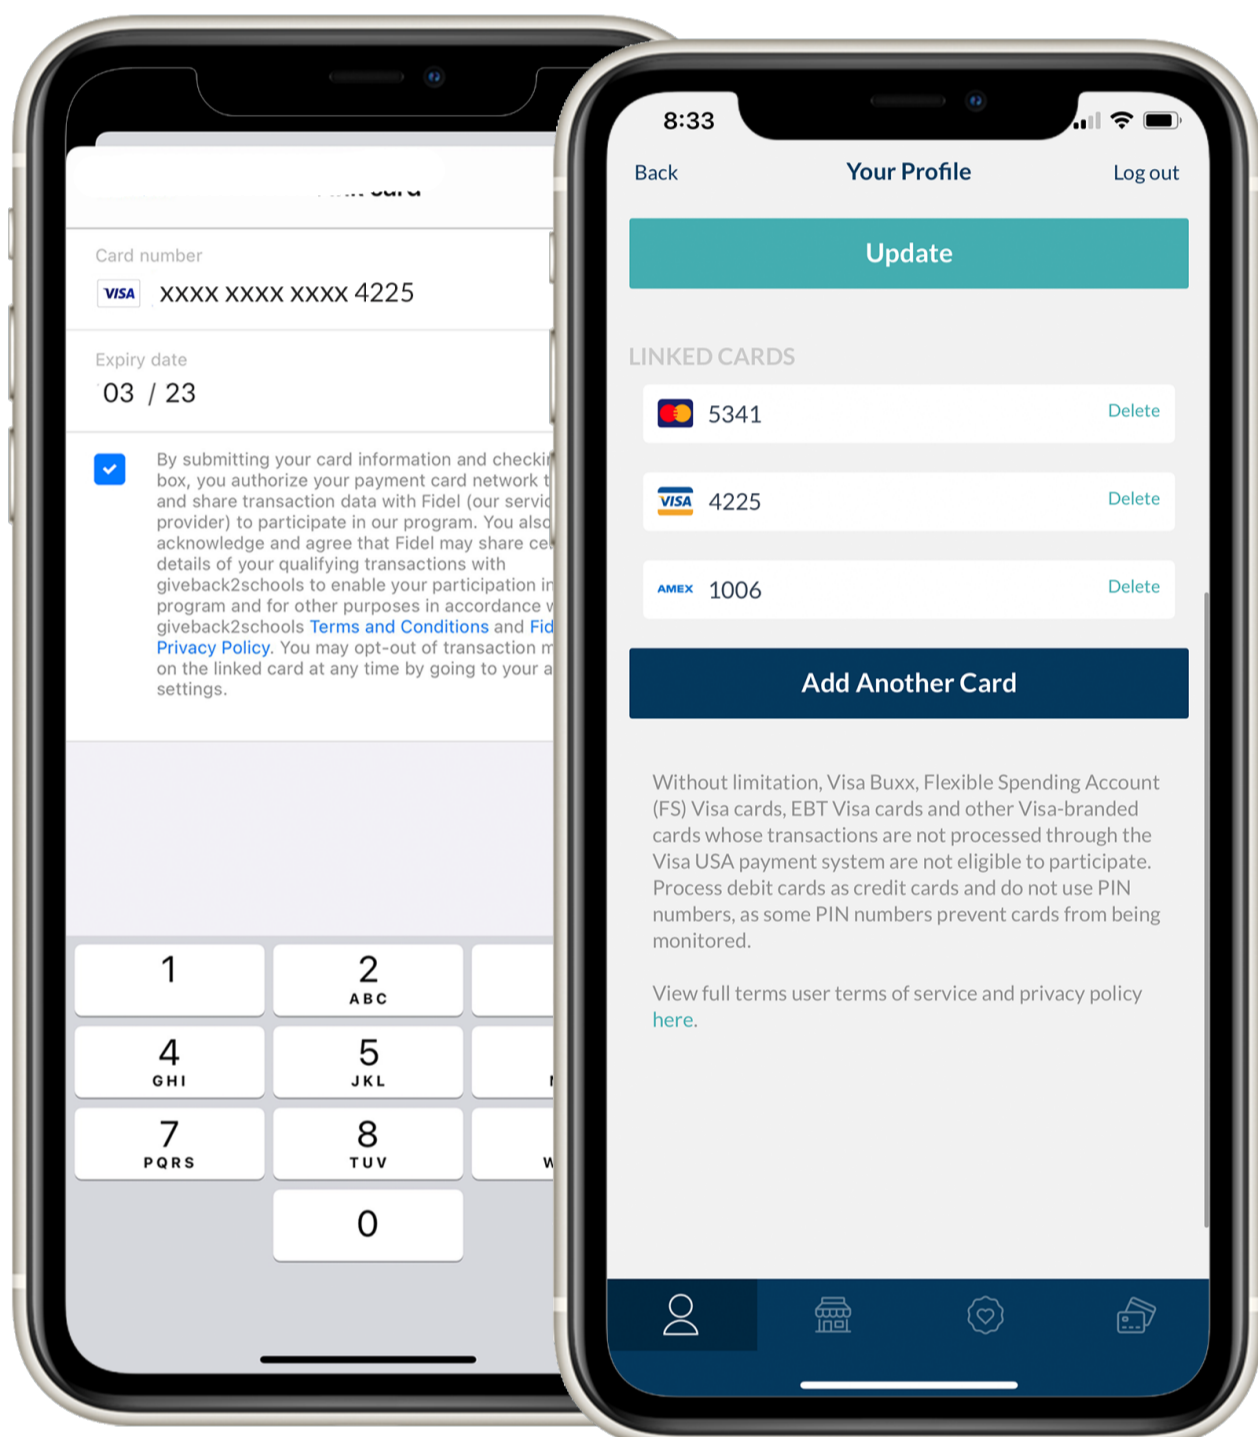 Card number
VISA xxxx xxxx xxxx 4225
Expiry date
03 / 23
By submitting your card information and
box, you authorize your payment card network
and share transaction data with Fidel (our
provider) to participate in our program. You also
acknowledge and agree that Fidel may share
details of your qualifying transactions with
giveback2schools to enable your participation in
program and for other purposes in accordance
giveback2schools Terms and Conditions and
Privacy Policy. You may opt-out of transaction
on the linked card at any time by going to your
settings.
1
2
ABC
4
GHI
5
JKL
7
PQRS
8
TUV
0
8:33
Back Your Profile Log out
Update
LINKED CARDS
5341 Delete
VISA 4225 Delete
AMEX 1006 Delete
Add Another Card
Without limitation, Visa Buxx, Flexible Spending Account
(FS) Visa cards, EBT Visa cards and other Visa-branded
cards whose transactions are not processed through the
Visa USA payment system are not eligible to participate.
Process debit cards as credit cards and do not use PIN
numbers, as some PIN numbers prevent cards from being
monitored.
View full terms user terms of service and privacy policy
here.